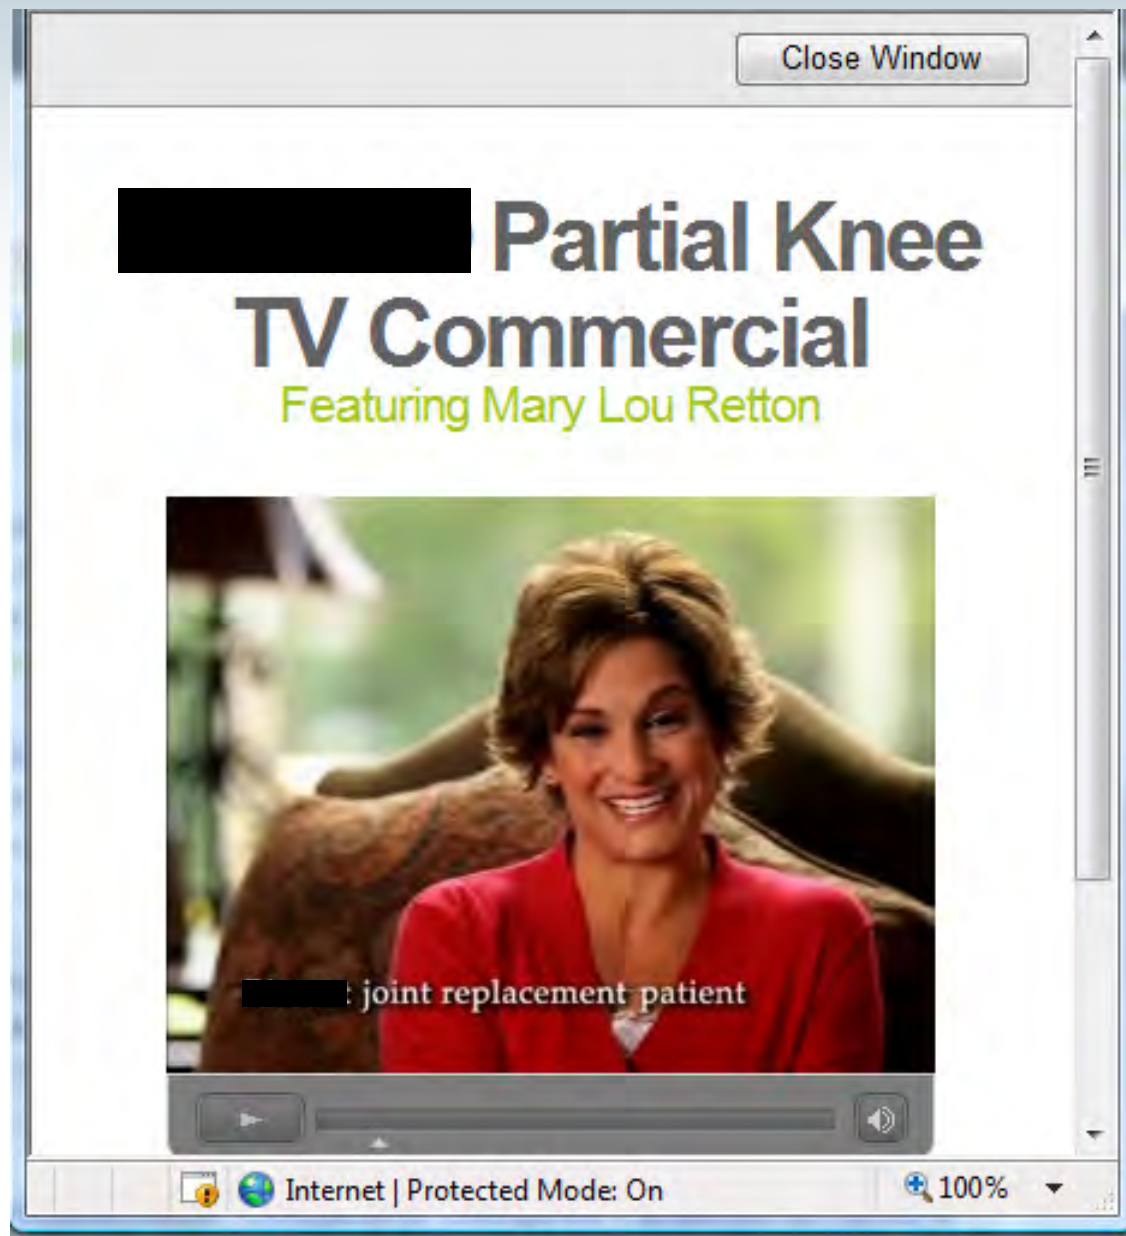 Close Window
Partial Knee
TV Commercial
Featuring Mary Lou Retton
joint replacement patient
Internet | Protected Mode: On
100%